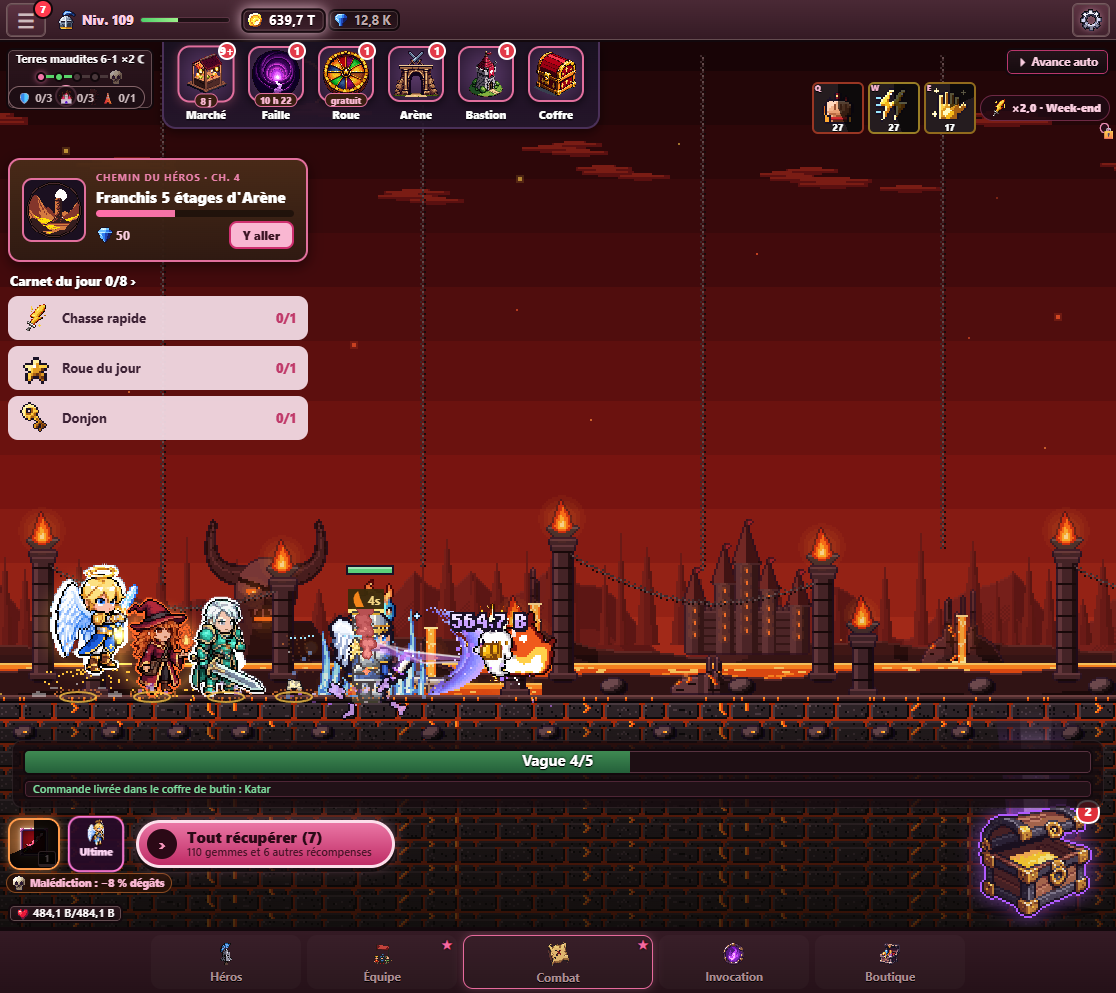 7
Niv. 109
639,7 T
12,8 K
Terres maudites 6-1 ×2 ☾
0/3
0/3
0/1
9+
8 j
Marché
1
10 h 22
Faille
1
gratuit
Roue
1
Arène
1
Bastion
Coffre
Avance auto
Q
27
W
27
E
17
×2,0 - Week-end
CHEMIN DU HÉROS · CH. 4
Franchis 5 étages d'Arène
50
Y aller
Carnet du jour 0/8 ›
Chasse rapide 0/1
Roue du jour 0/1
Donjon 0/1
4s
564,7 B
Vague 4/5
Commande livrée dans le coffre de butin : Katar
1
Ultime
Tout récupérer (7)
110 gemmes et 6 autres récompenses
2
Malédiction : −8 % dégâts
484,1 B/484,1 B
Héros
Équipe
Combat
Invocation
Boutique